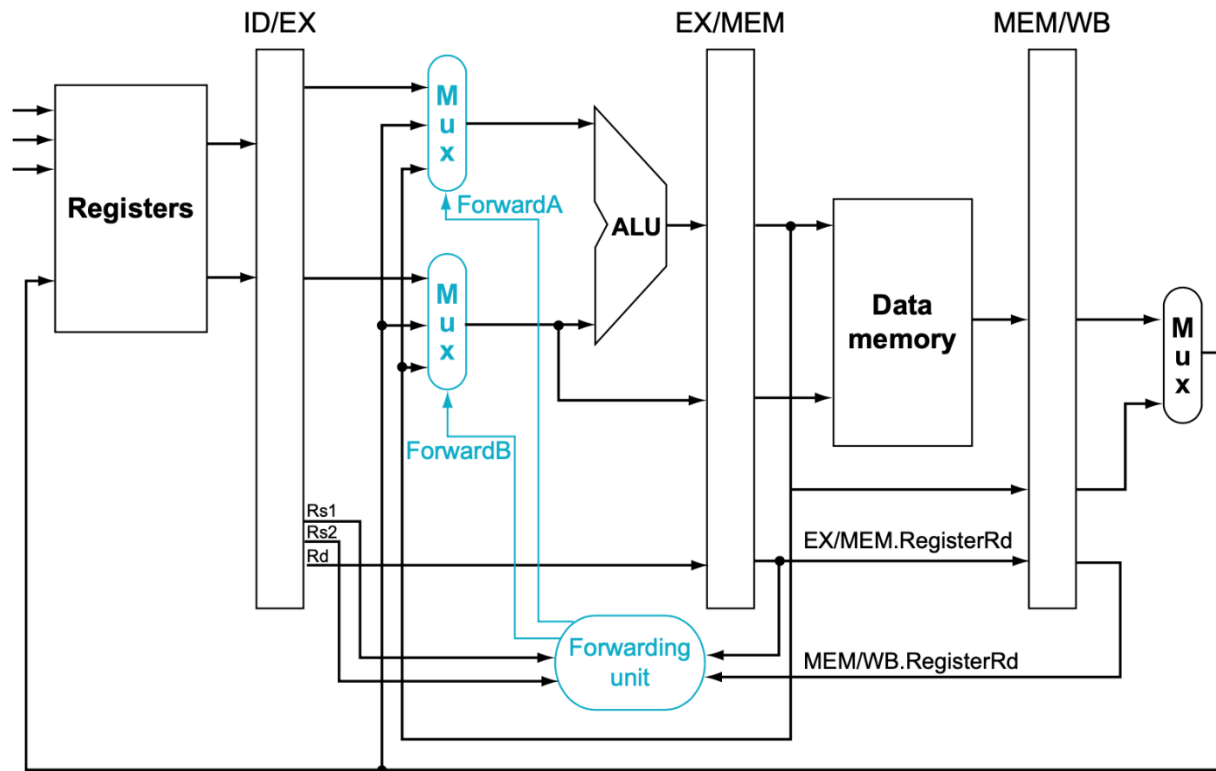 ID/EX
EX/MEM
MEM/WB
M
u
x
Registers
ForwardA
ALU
M
u
x
Data
memory
M
u
x
ForwardB
Rs1
Rs2
Rd
EX/MEM.RegisterRd
Forwarding
unit
MEM/WB.RegisterRd